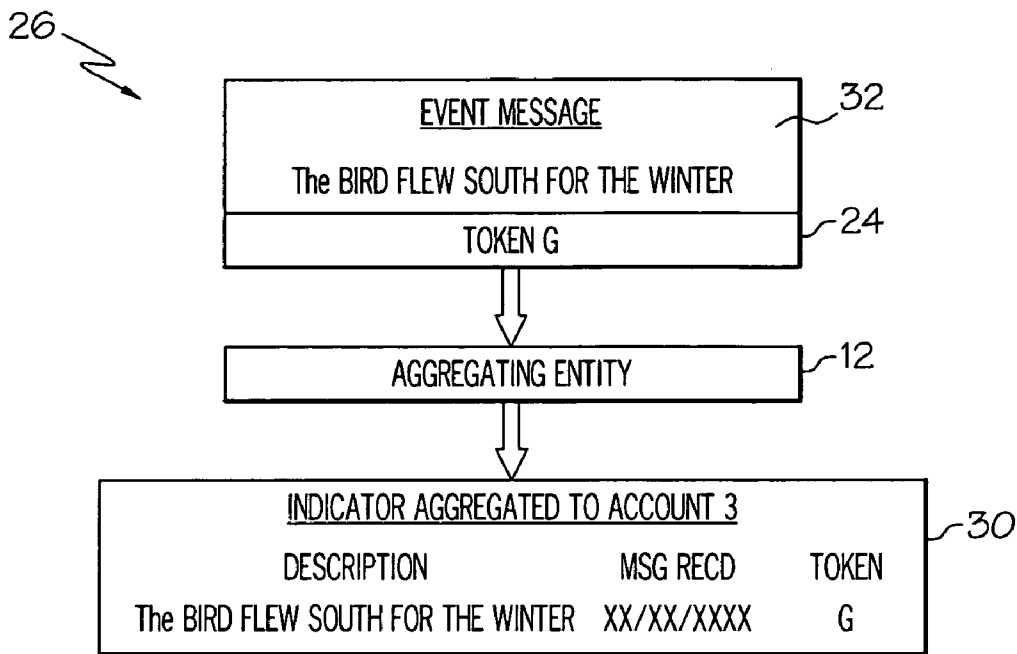 26
EVENT MESSAGE
32
The BIRD FLEW SOUTH FOR THE WINTER
TOKEN G
24
AGGREGATING ENTITY
12
INDICATOR AGGREGATED TO ACCOUNT 3
30
DESCRIPTION MSG RECD TOKEN
The BIRD FLEW SOUTH FOR THE WINTER XX/XX/XXXX G